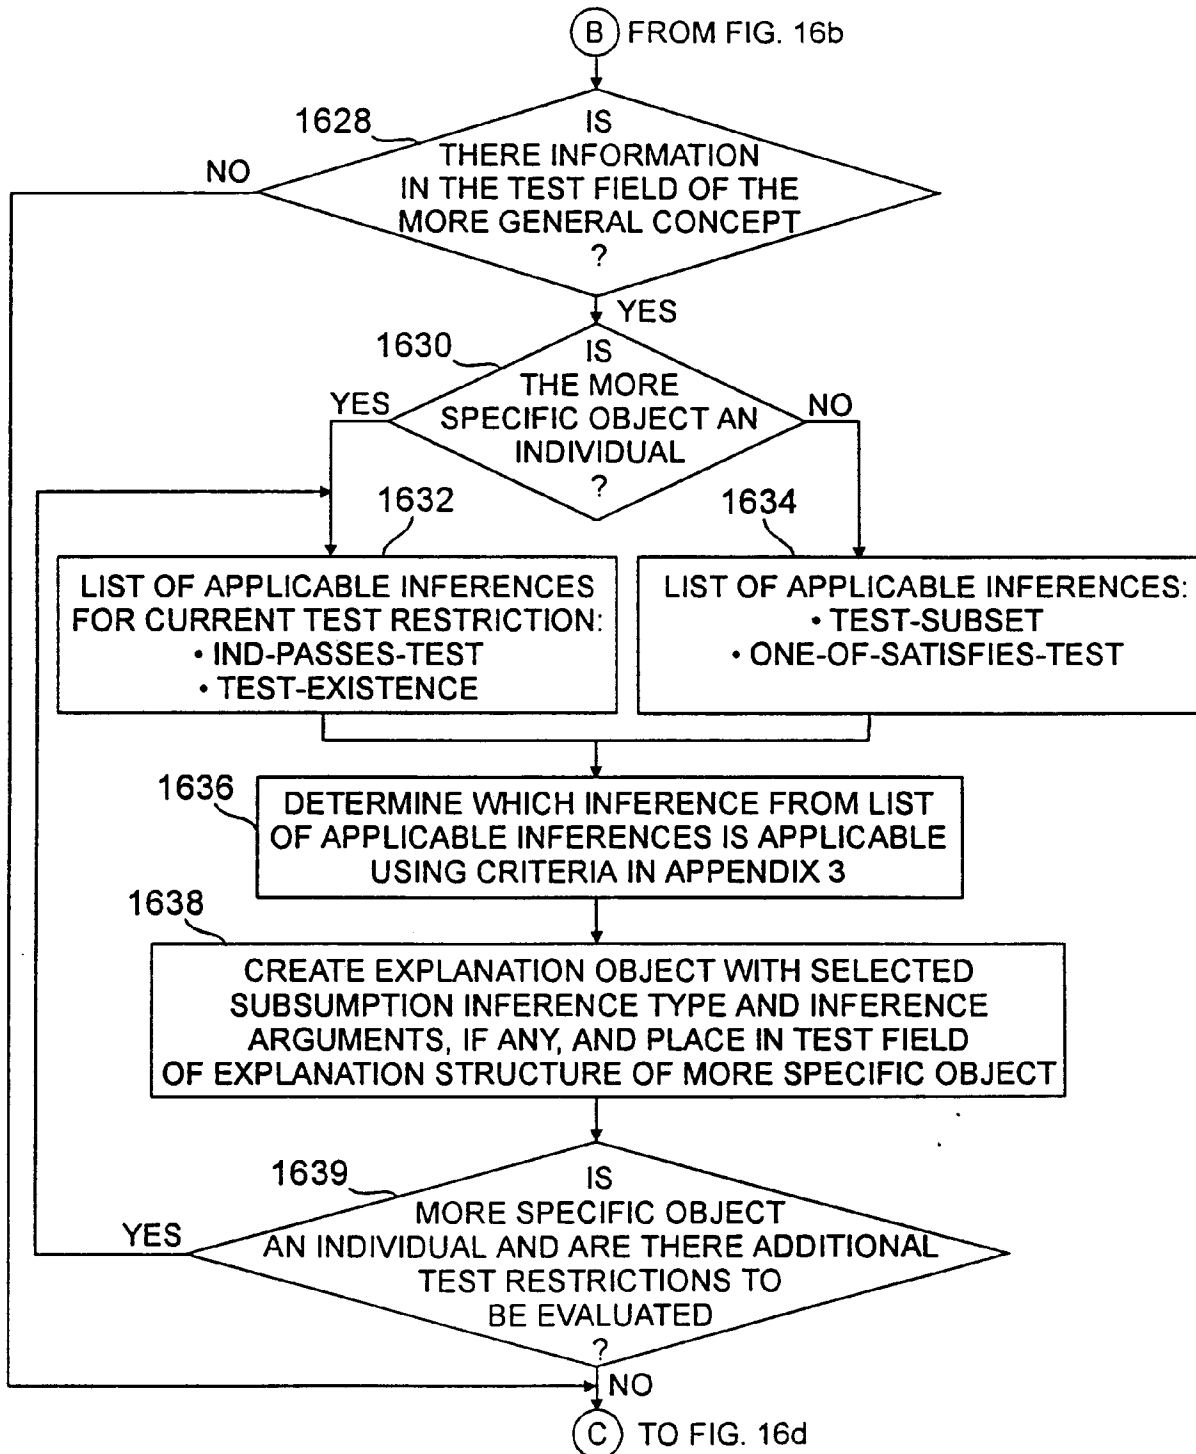 B FROM FIG. 16b
1628
IS
THERE INFORMATION
IN THE TEST FIELD OF THE
MORE GENERAL CONCEPT
?
NO
YES
1630
IS
THE MORE
SPECIFIC OBJECT AN
INDIVIDUAL
?
YES
NO
1632
LIST OF APPLICABLE INFERENCES
FOR CURRENT TEST RESTRICTION:
• IND-PASSES-TEST
• TEST-EXISTENCE
1634
LIST OF APPLICABLE INFERENCES:
• TEST-SUBSET
• ONE-OF-SATISFIES-TEST
1636
DETERMINE WHICH INFERENCE FROM LIST
OF APPLICABLE INFERENCES IS APPLICABLE
USING CRITERIA IN APPENDIX 3
1638
CREATE EXPLANATION OBJECT WITH SELECTED
SUBSUMPTION INFERENCE TYPE AND INFERENCE
ARGUMENTS, IF ANY, AND PLACE IN TEST FIELD
OF EXPLANATION STRUCTURE OF MORE SPECIFIC OBJECT
1639
IS
MORE SPECIFIC OBJECT
AN INDIVIDUAL AND ARE THERE ADDITIONAL
TEST RESTRICTIONS TO
BE EVALUATED
?
YES
NO
C TO FIG. 16d